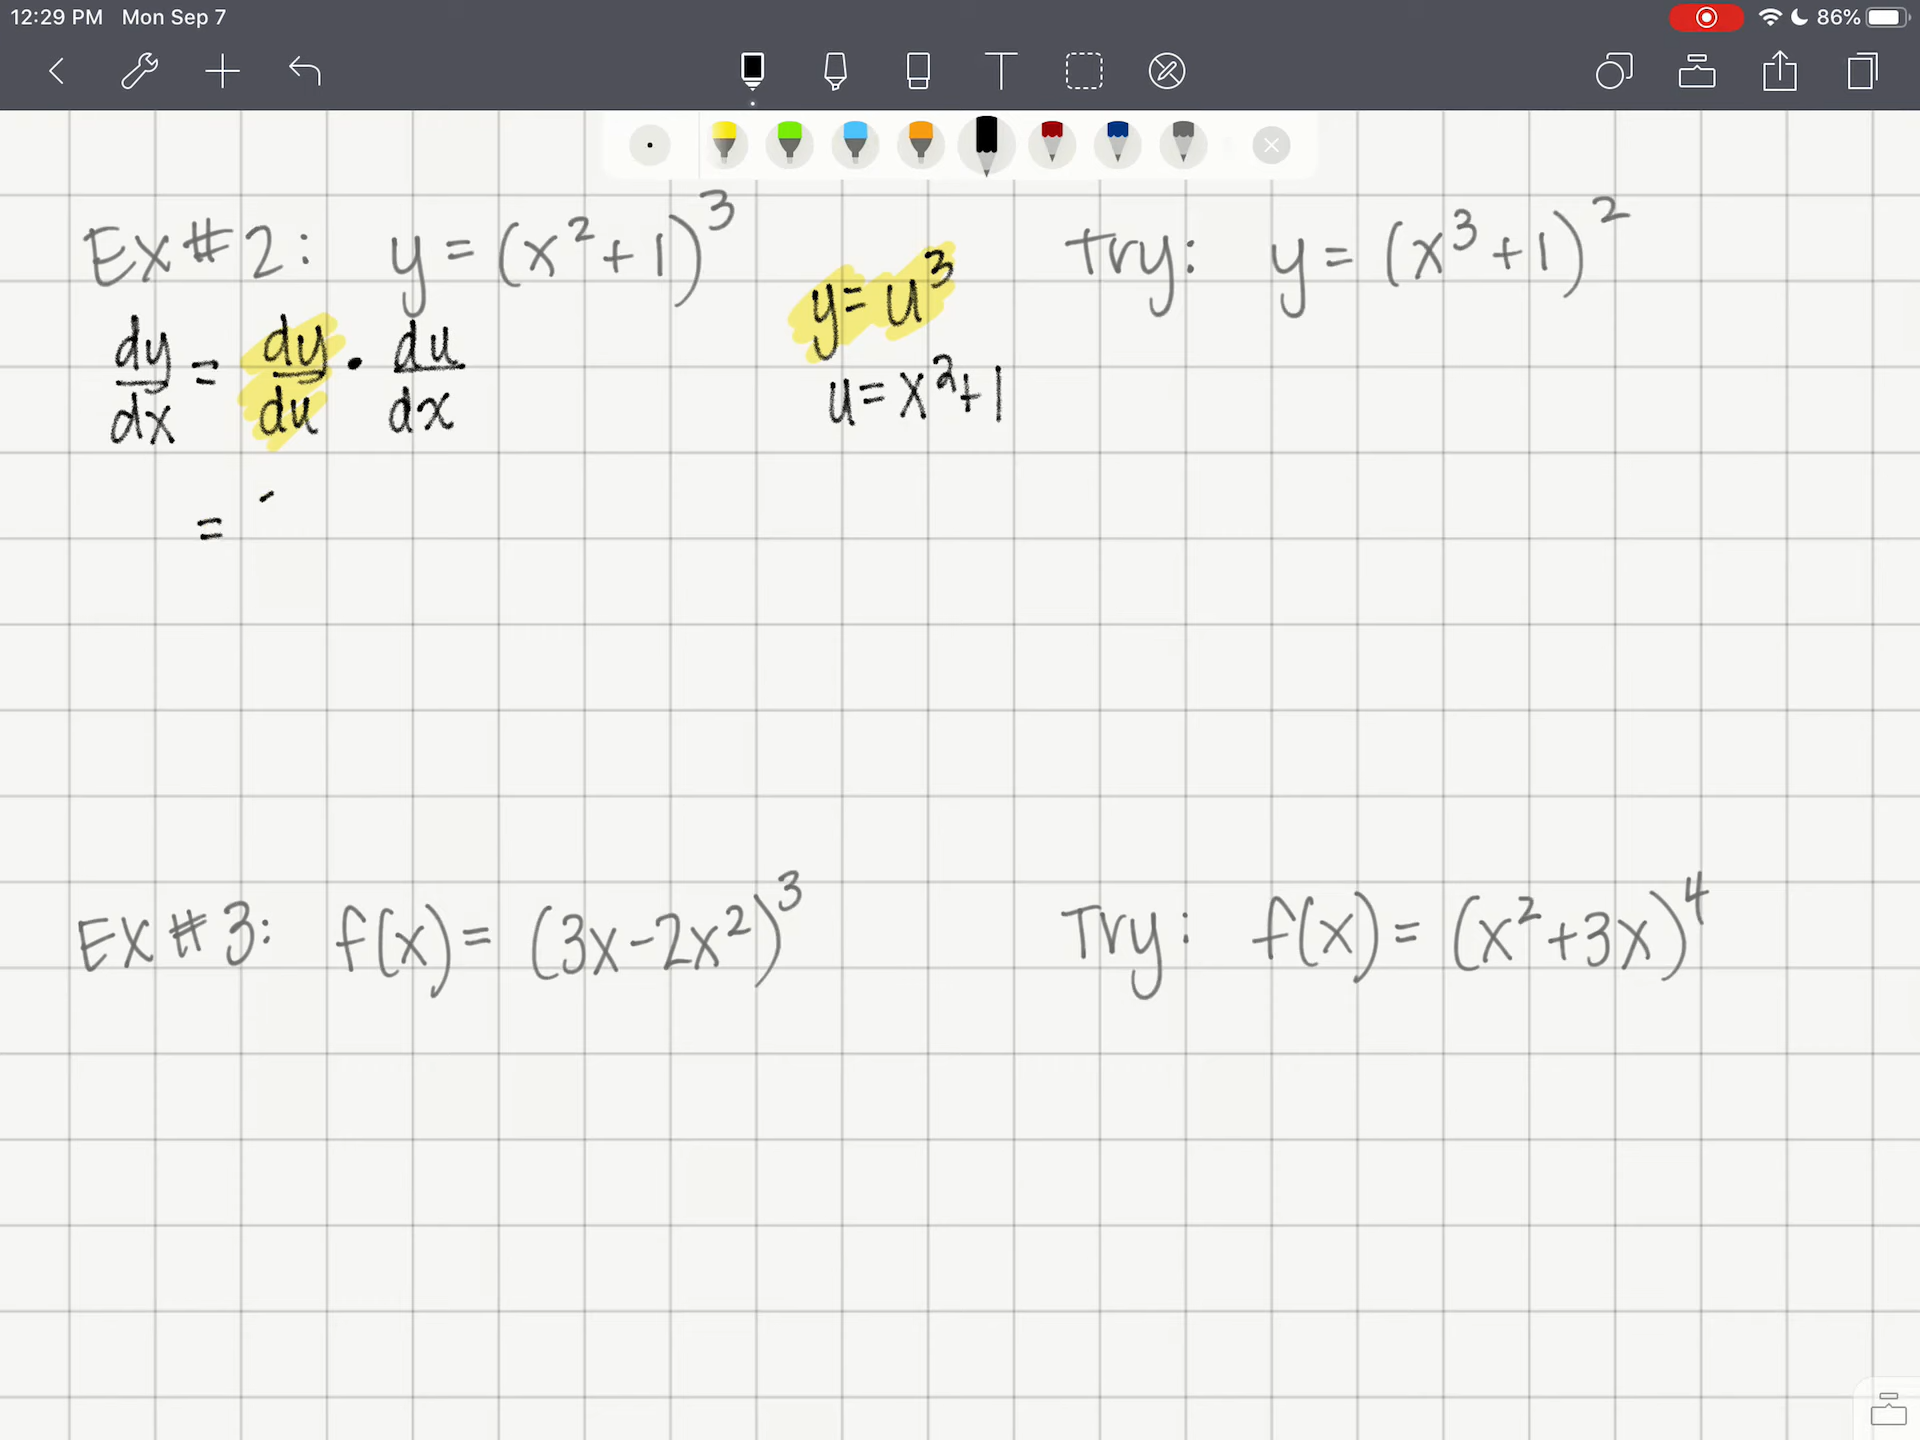 12:29 PM Mon Sep 7 86%
T
Ex#2: y = (x²+1)³
y = u³
u = x²+1
dy/dx = dy/du · du/dx
=
Try: y = (x³+1)²
Ex#3: f(x) = (3x-2x²)³
Try: f(x) = (x²+3x)⁴